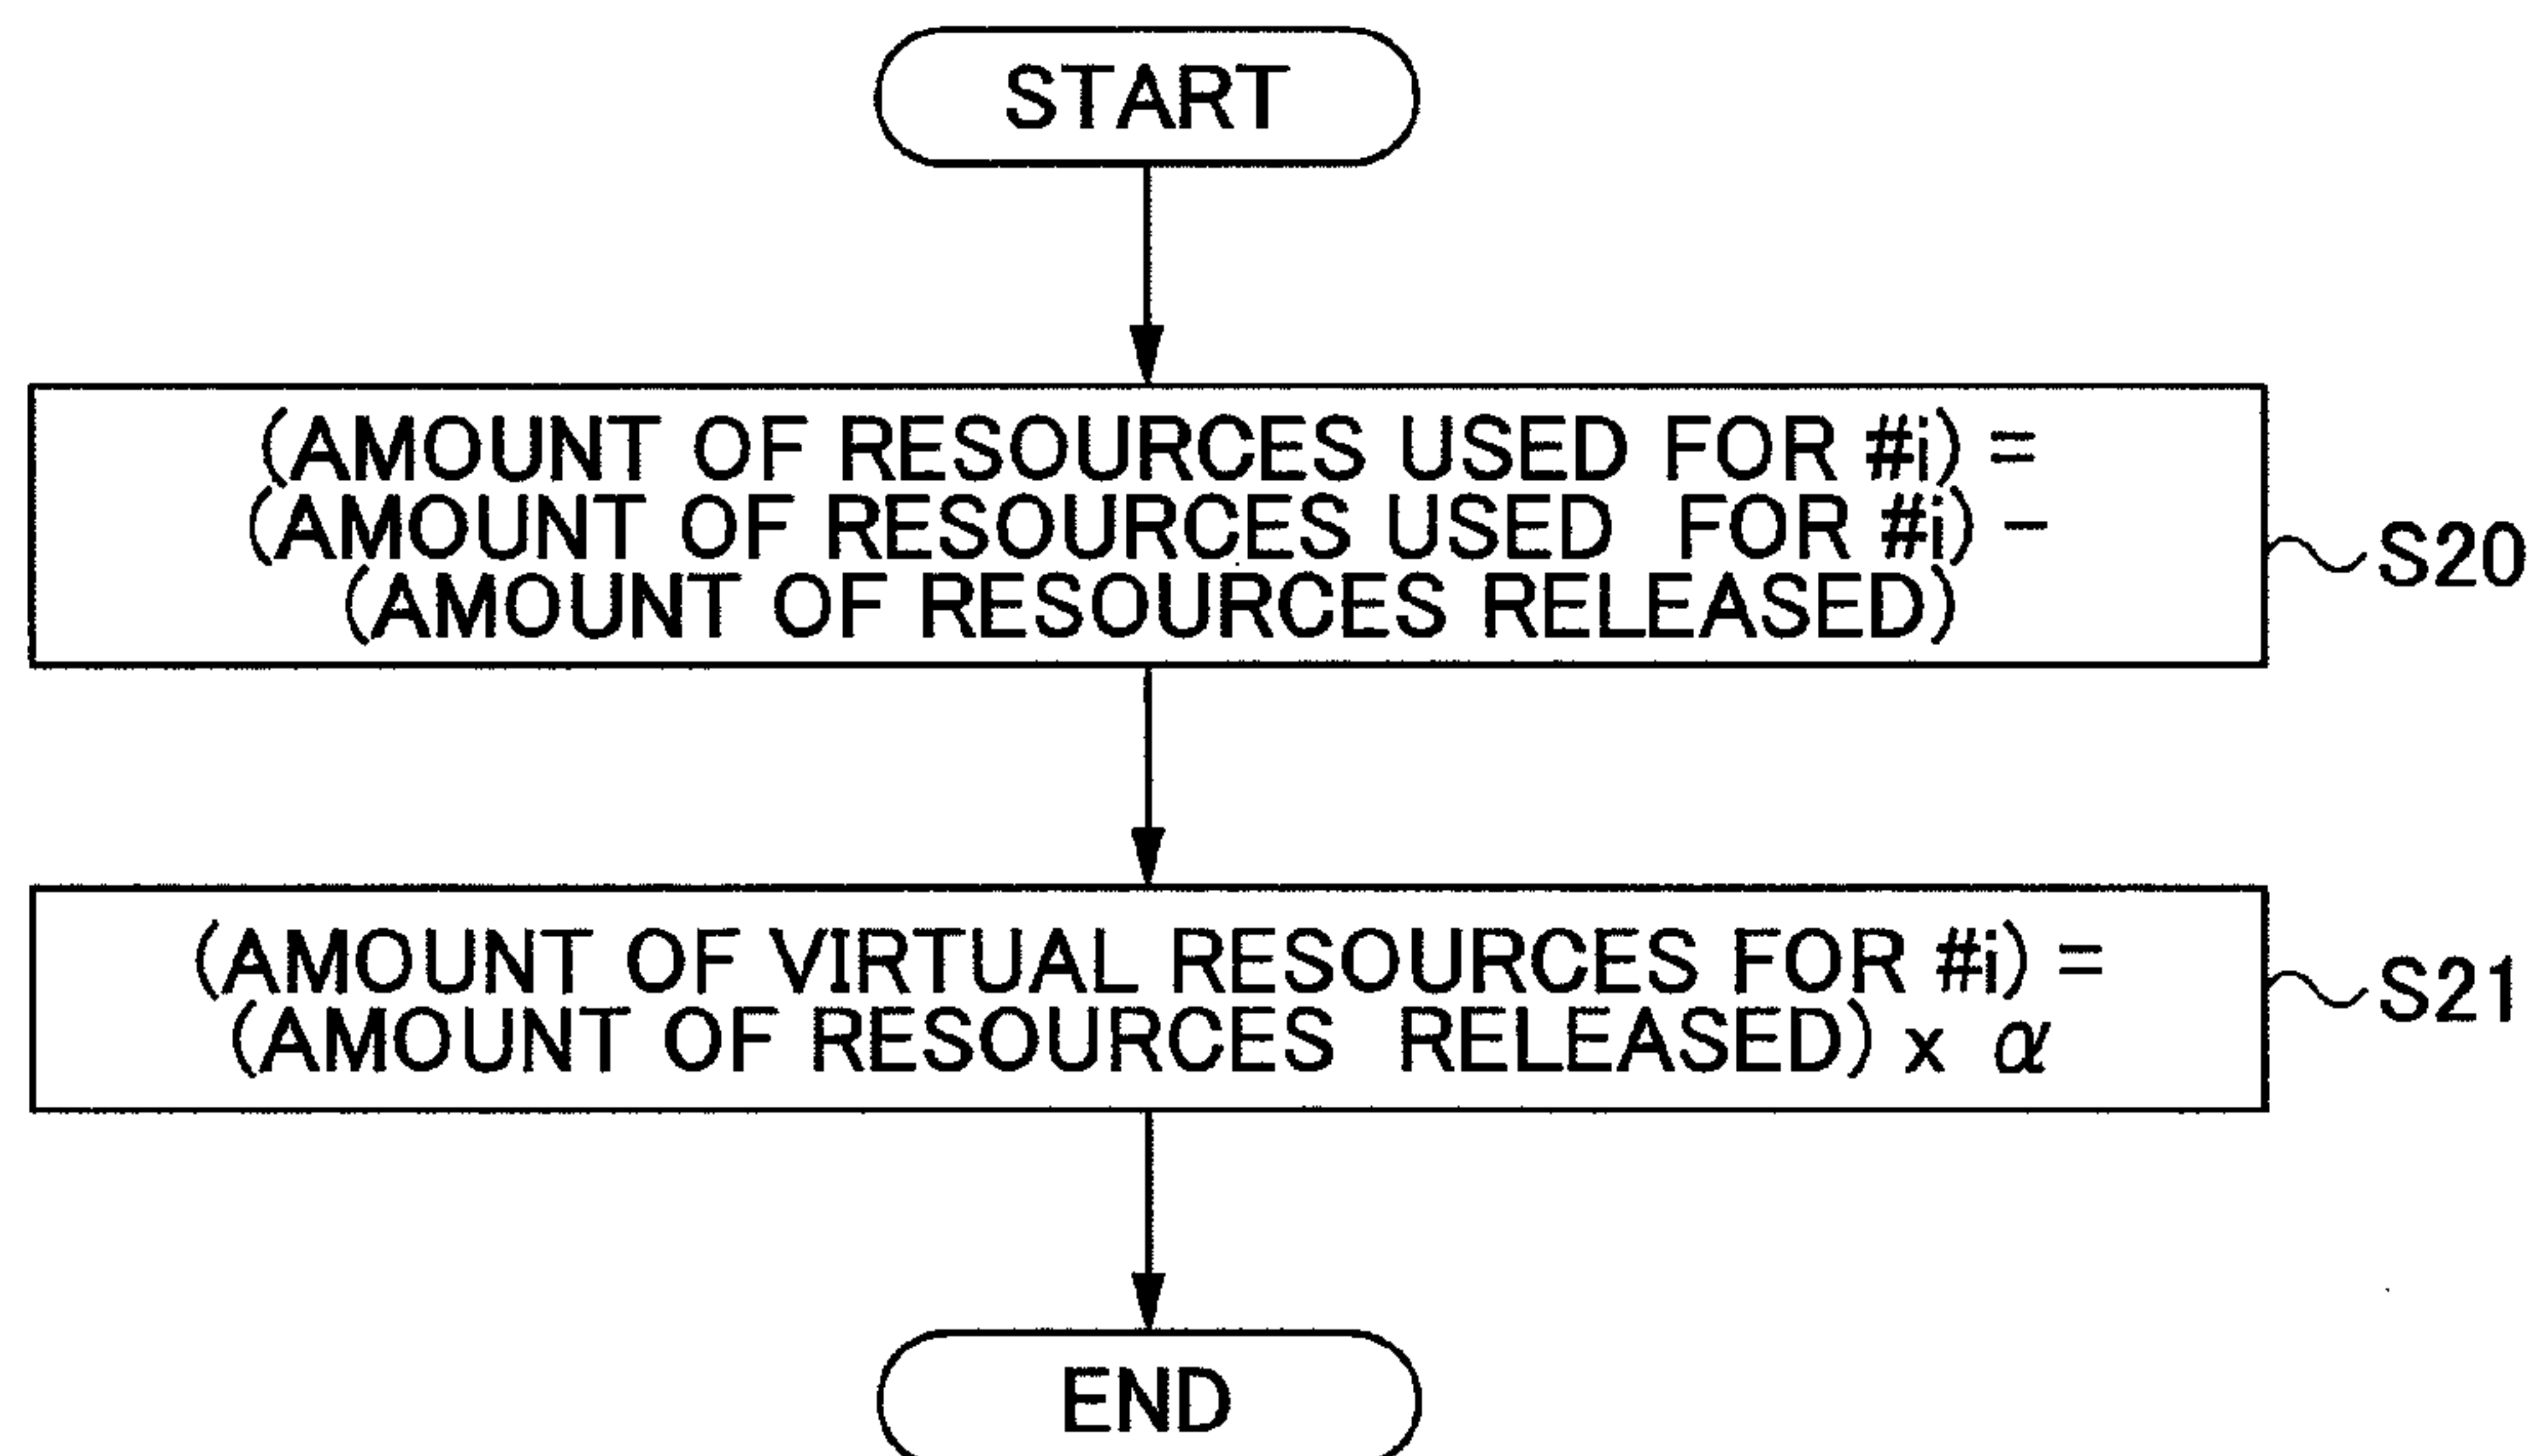 START
(AMOUNT OF RESOURCES USED FOR #i) =
(AMOUNT OF RESOURCES USED FOR #i) −
(AMOUNT OF RESOURCES RELEASED)
S20
(AMOUNT OF VIRTUAL RESOURCES FOR #i) =
(AMOUNT OF RESOURCES RELEASED) x α
S21
END